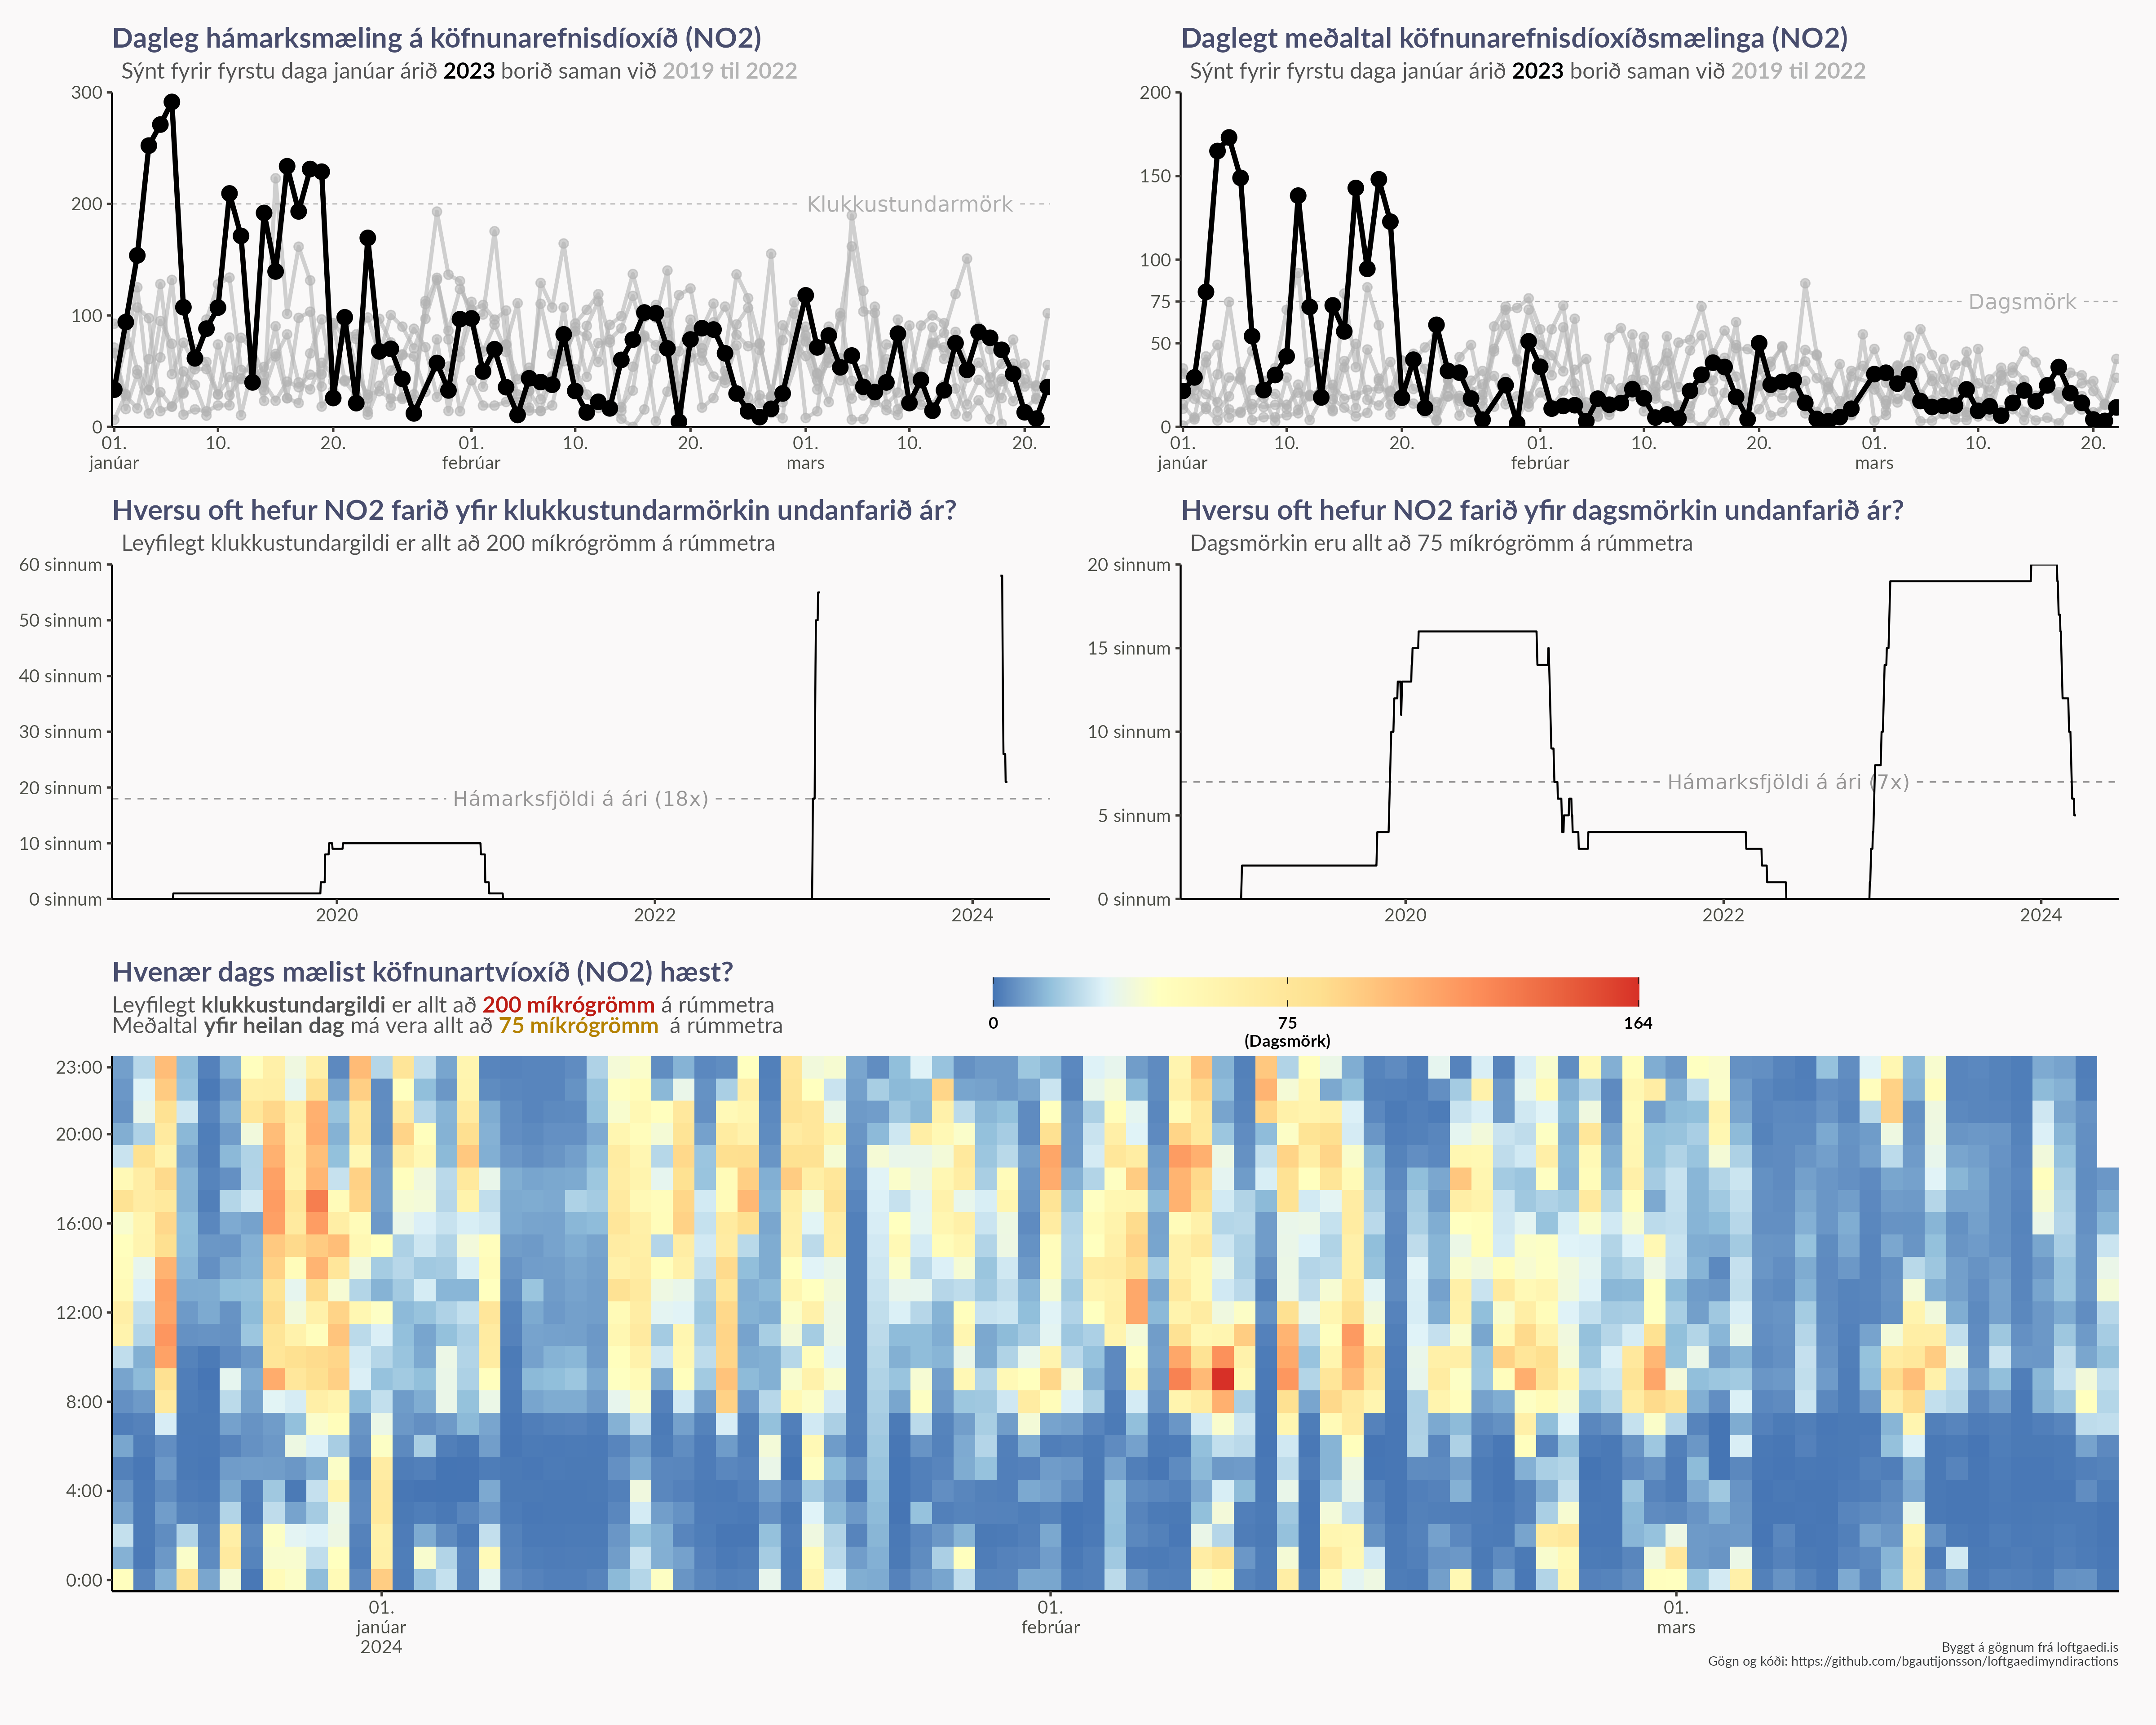 Dagleg hámarksmæling á köfnunarefnisdíoxíð (NO2)
Sýnt fyrir fyrstu daga janúar árið 2023 borið saman við 2019 til 2022
300
200
100
0
Klukkustundarmörk
01. 10. 20. 01. 10. 20. 01. 10. 20.
janúar febrúar mars
Daglegt meðaltal köfnunarefnisdíoxíðsmælinga (NO2)
Sýnt fyrir fyrstu daga janúar árið 2023 borið saman við 2019 til 2022
200
150
100
75
50
0
Dagsmörk
01. 10. 20. 01. 10. 20. 01. 10. 20.
janúar febrúar mars
Hversu oft hefur NO2 farið yfir klukkustundarmörkin undanfarið ár?
Leyfilegt klukkustundargildi er allt að 200 míkrógrömm á rúmmetra
60 sinnum
50 sinnum
40 sinnum
30 sinnum
20 sinnum
Hámarksfjöldi á ári (18x)
10 sinnum
0 sinnum
2020 2022 2024
Hversu oft hefur NO2 farið yfir dagsmörkin undanfarið ár?
Dagsmörkin eru allt að 75 míkrógrömm á rúmmetra
20 sinnum
15 sinnum
10 sinnum
Hámarksfjöldi á ári (7x)
5 sinnum
0 sinnum
2020 2022 2024
Hvenær dags mælist köfnunartvíoxíð (NO2) hæst?
Leyfilegt klukkustundargildi er allt að 200 míkrógrömm á rúmmetra
Meðaltal yfir heilan dag má vera allt að 75 míkrógrömm á rúmmetra
0 75 164
(Dagsmörk)
23:00
20:00
16:00
12:00
8:00
4:00
0:00
01. 01. 01.
janúar febrúar mars
2024
Byggt á gögnum frá loftgaedi.is
Gögn og kóði: https://github.com/bgautijonsson/loftgaedimyndiractions